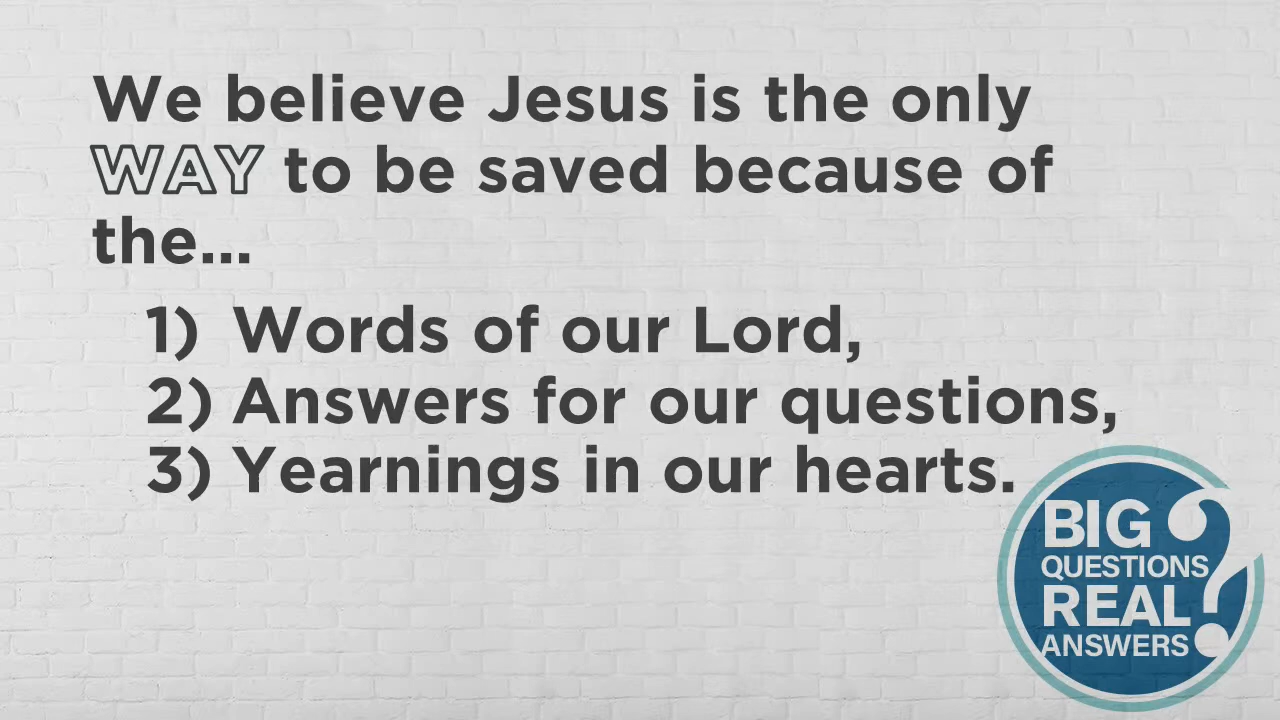 We believe Jesus is the only
WAY to be saved because of
the...
1) Words of our Lord,
2) Answers for our questions,
3) Yearnings in our hearts.
BIG
QUESTIONS
REAL
ANSWERS
?